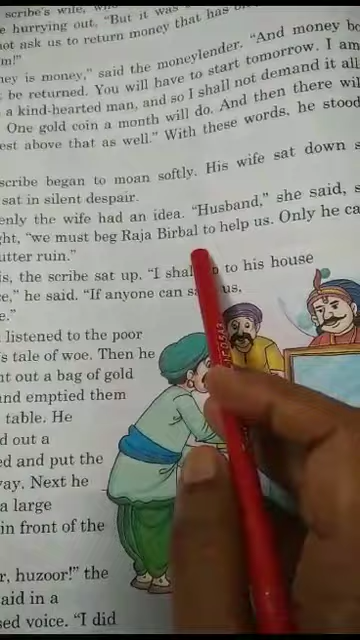 scribe's wife,
hurrying out, "But it was
not ask us to return money that has
m!"
ney is money," said the moneylender. "And money
be returned. You will have to start tomorrow. I am
a kind-hearted man, and so I shall not demand it all
One gold coin a month will do. And then there
est above that as well." With these words, he stood
scribe began to moan softly. His wife sat down
sat in silent despair.
enly the wife had an idea. "Husband," she said,
ght, "we must beg Raja Birbal to help us. Only he
utter ruin."
is, the scribe sat up. "I to his house
e," he said. "If anyone can us,
e."
listened to the poor
s tale of woe. Then he
nt out a bag of gold
and emptied them
table. He
d out a
ed and put the
ay. Next he
a large
in front of the
r, huzoor!" the
aid in a
sed voice. "I did